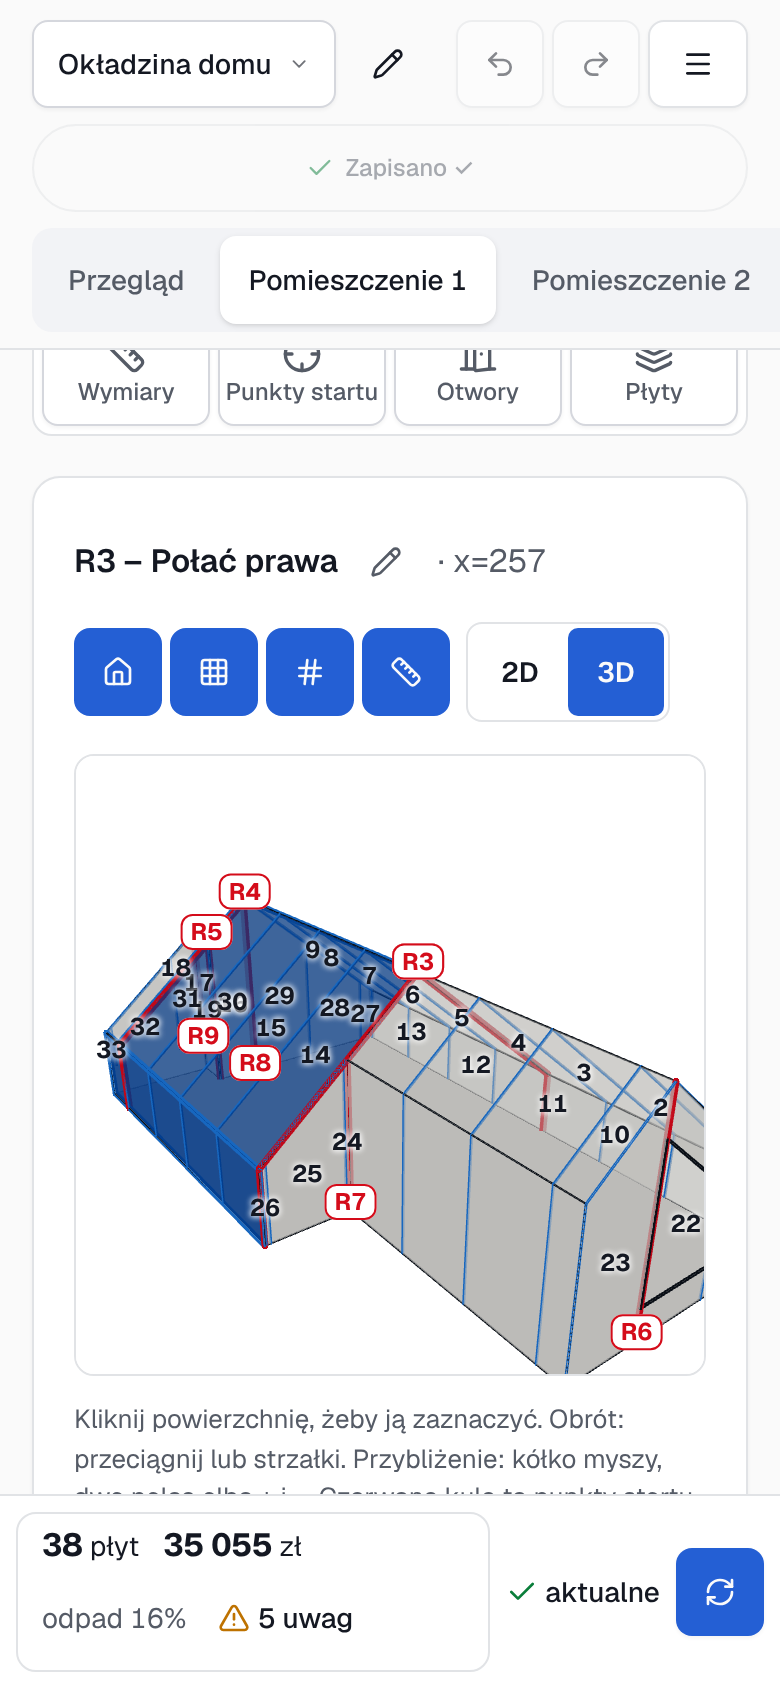 Okładzina domu
Zapisano ✓
Przegląd Pomieszczenie 1 Pomieszczenie 2
Wymiary Punkty startu Otwory Płyty
R3 – Połać prawa · x=257
# 2D 3D
R4
R5
9 8
R3
18 17
7
31 19 30 29
6
28 27
5
32
R9
15
13
4
33
R8
14
12
3
11
2
10
24
25
R7
26
22
23
R6
Kliknij powierzchnię, żeby ją zaznaczyć. Obrót:
przeciągnij lub strzałki. Przybliżenie: kółko myszy,
38 płyt 35 055 zł
aktualne
odpad 16% 5 uwag